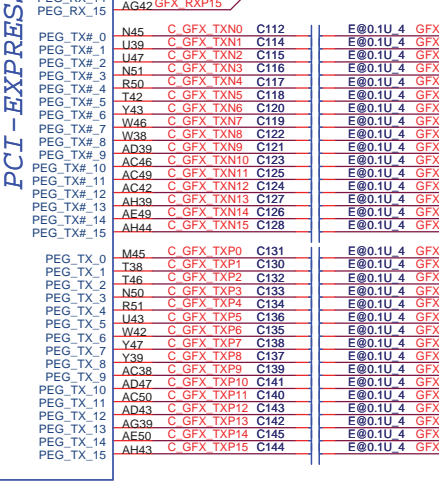 PCI-EXPRESS
PEG_RX_15 AG42 GFX_RXP15
PEG_TX#_0 N45 C_GFX_TXN0 C112 E@0.1U_4 GFX
PEG_TX#_1 U39 C_GFX_TXN1 C114 E@0.1U_4 GFX
PEG_TX#_2 U47 C_GFX_TXN2 C115 E@0.1U_4 GFX
PEG_TX#_3 N51 C_GFX_TXN3 C116 E@0.1U_4 GFX
PEG_TX#_4 R50 C_GFX_TXN4 C117 E@0.1U_4 GFX
PEG_TX#_5 T42 C_GFX_TXN5 C118 E@0.1U_4 GFX
PEG_TX#_6 Y43 C_GFX_TXN6 C120 E@0.1U_4 GFX
PEG_TX#_7 W46 C_GFX_TXN7 C119 E@0.1U_4 GFX
PEG_TX#_8 W38 C_GFX_TXN8 C122 E@0.1U_4 GFX
PEG_TX#_9 AD39 C_GFX_TXN9 C121 E@0.1U_4 GFX
PEG_TX#_10 AC46 C_GFX_TXN10 C123 E@0.1U_4 GFX
PEG_TX#_11 AC49 C_GFX_TXN11 C125 E@0.1U_4 GFX
PEG_TX#_12 AC42 C_GFX_TXN12 C124 E@0.1U_4 GFX
PEG_TX#_13 AH39 C_GFX_TXN13 C127 E@0.1U_4 GFX
PEG_TX#_14 AE49 C_GFX_TXN14 C126 E@0.1U_4 GFX
PEG_TX#_15 AH44 C_GFX_TXN15 C128 E@0.1U_4 GFX
PEG_TX_0 M45 C_GFX_TXP0 C131 E@0.1U_4 GFX
PEG_TX_1 T38 C_GFX_TXP1 C130 E@0.1U_4 GFX
PEG_TX_2 T46 C_GFX_TXP2 C132 E@0.1U_4 GFX
PEG_TX_3 N50 C_GFX_TXP3 C133 E@0.1U_4 GFX
PEG_TX_4 R51 C_GFX_TXP4 C134 E@0.1U_4 GFX
PEG_TX_5 U43 C_GFX_TXP5 C136 E@0.1U_4 GFX
PEG_TX_6 W42 C_GFX_TXP6 C135 E@0.1U_4 GFX
PEG_TX_7 Y47 C_GFX_TXP7 C138 E@0.1U_4 GFX
PEG_TX_8 Y39 C_GFX_TXP8 C137 E@0.1U_4 GFX
PEG_TX_9 AC38 C_GFX_TXP9 C139 E@0.1U_4 GFX
PEG_TX_10 AD47 C_GFX_TXP10 C141 E@0.1U_4 GFX
PEG_TX_11 AC50 C_GFX_TXP11 C140 E@0.1U_4 GFX
PEG_TX_12 AD43 C_GFX_TXP12 C143 E@0.1U_4 GFX
PEG_TX_13 AG39 C_GFX_TXP13 C142 E@0.1U_4 GFX
PEG_TX_14 AE50 C_GFX_TXP14 C145 E@0.1U_4 GFX
PEG_TX_15 AH43 C_GFX_TXP15 C144 E@0.1U_4 GFX